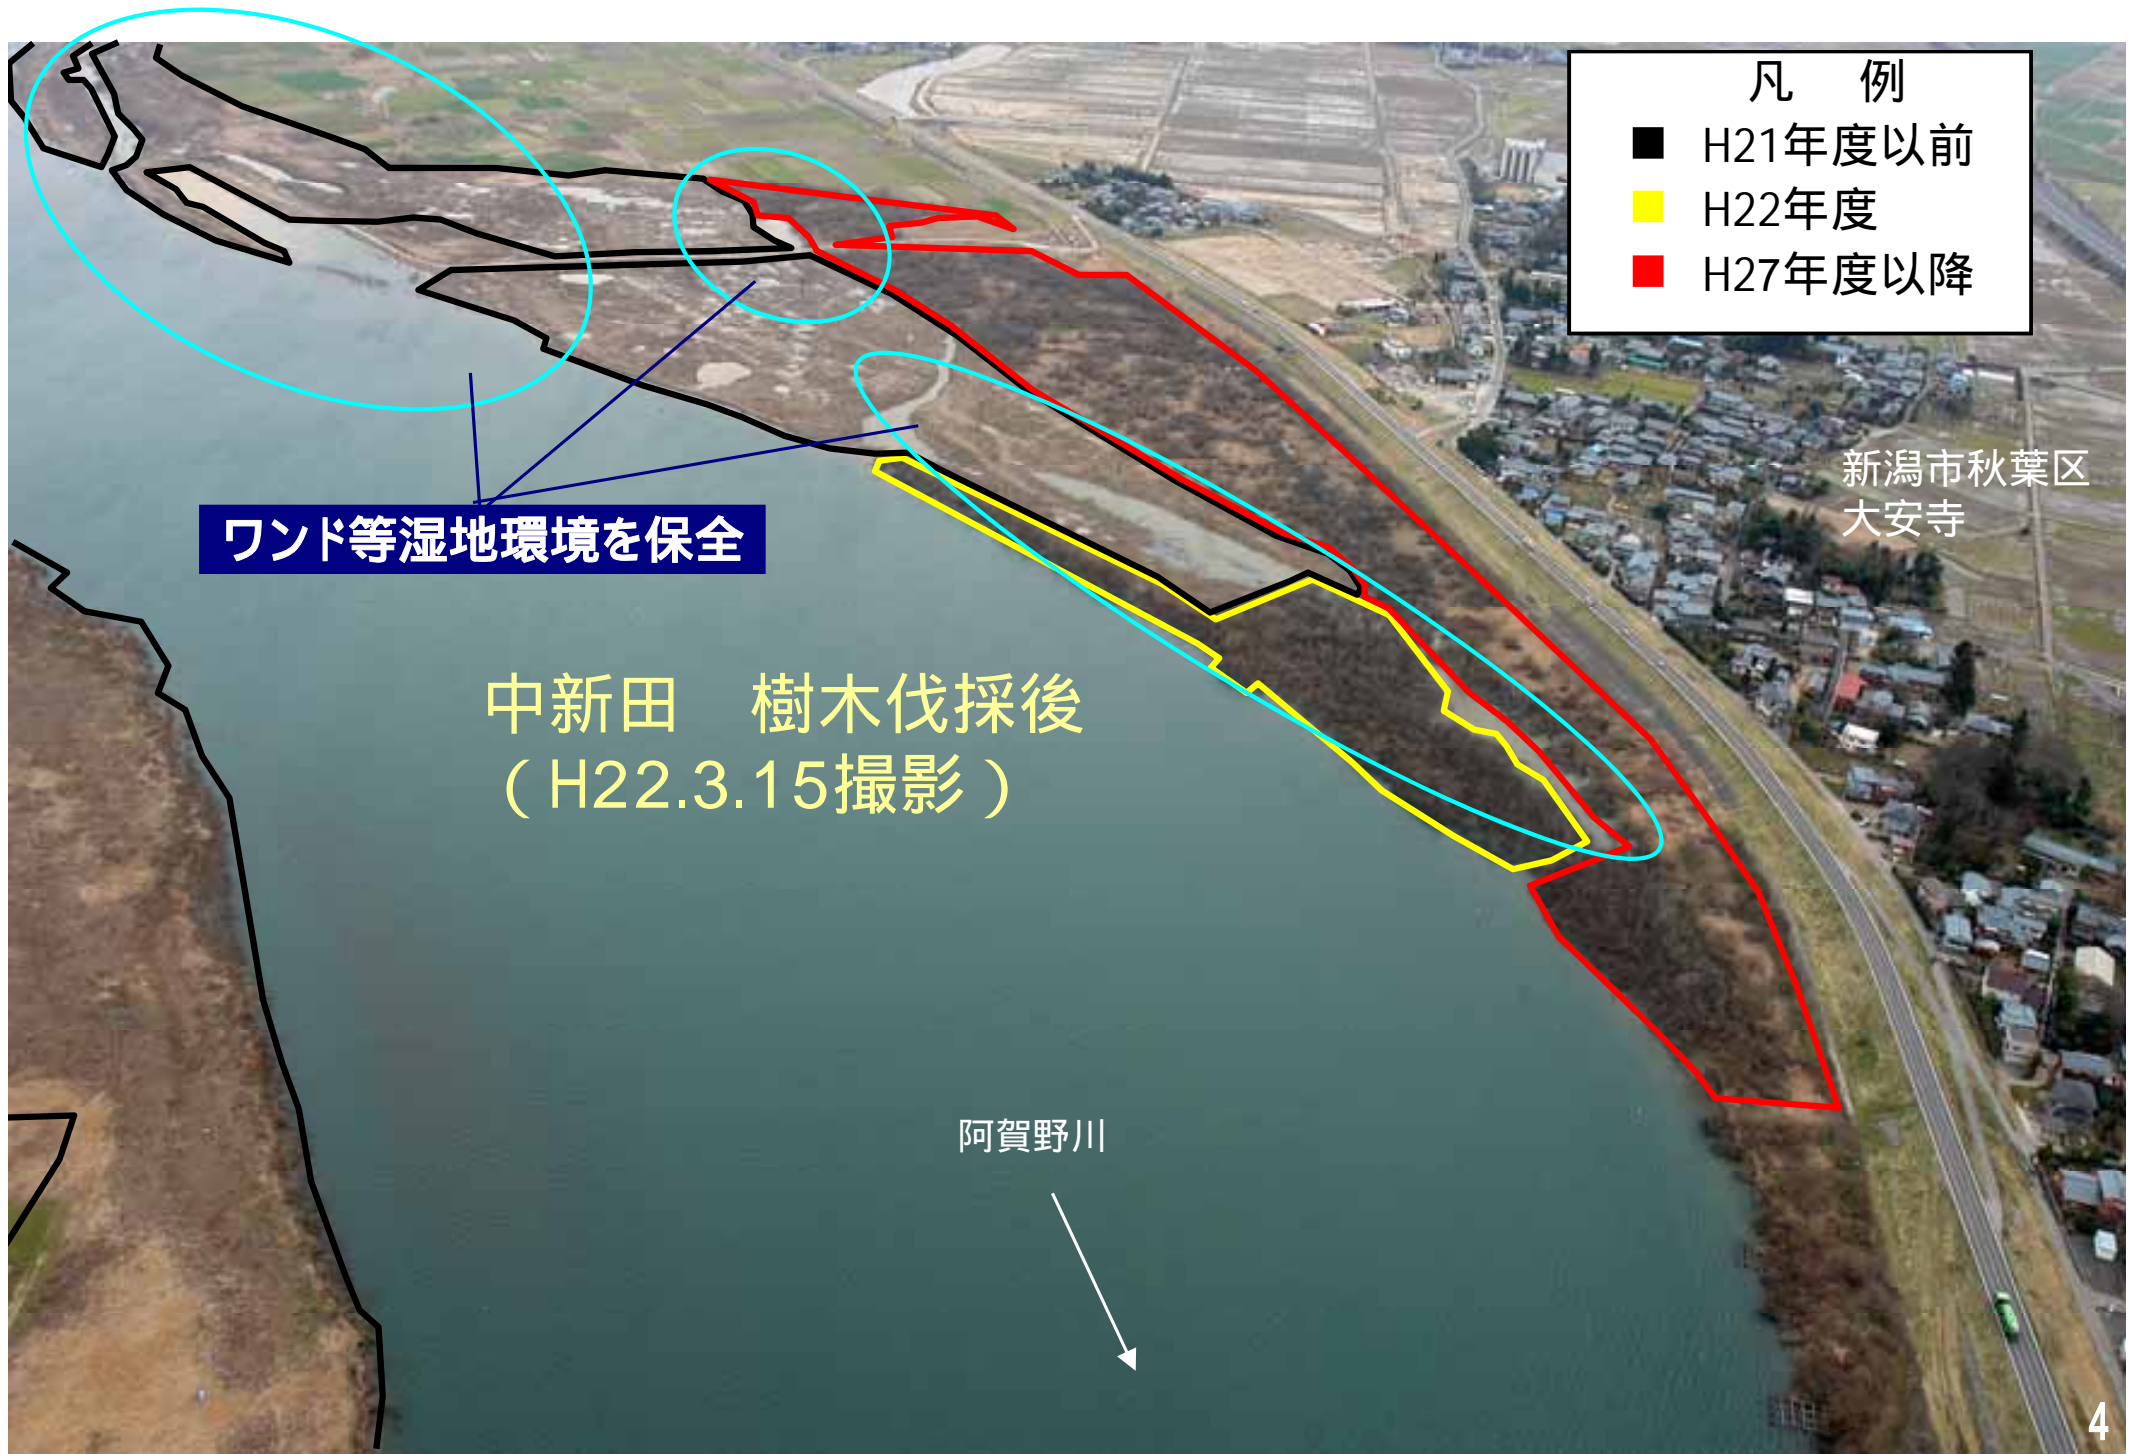 凡 例
■ H21年度以前
■ H22年度
■ H27年度以降
新潟市秋葉区
大安寺
ワンド等湿地環境を保全
中新田 樹木伐採後
(H22.3.15撮影)
阿賀野川
4